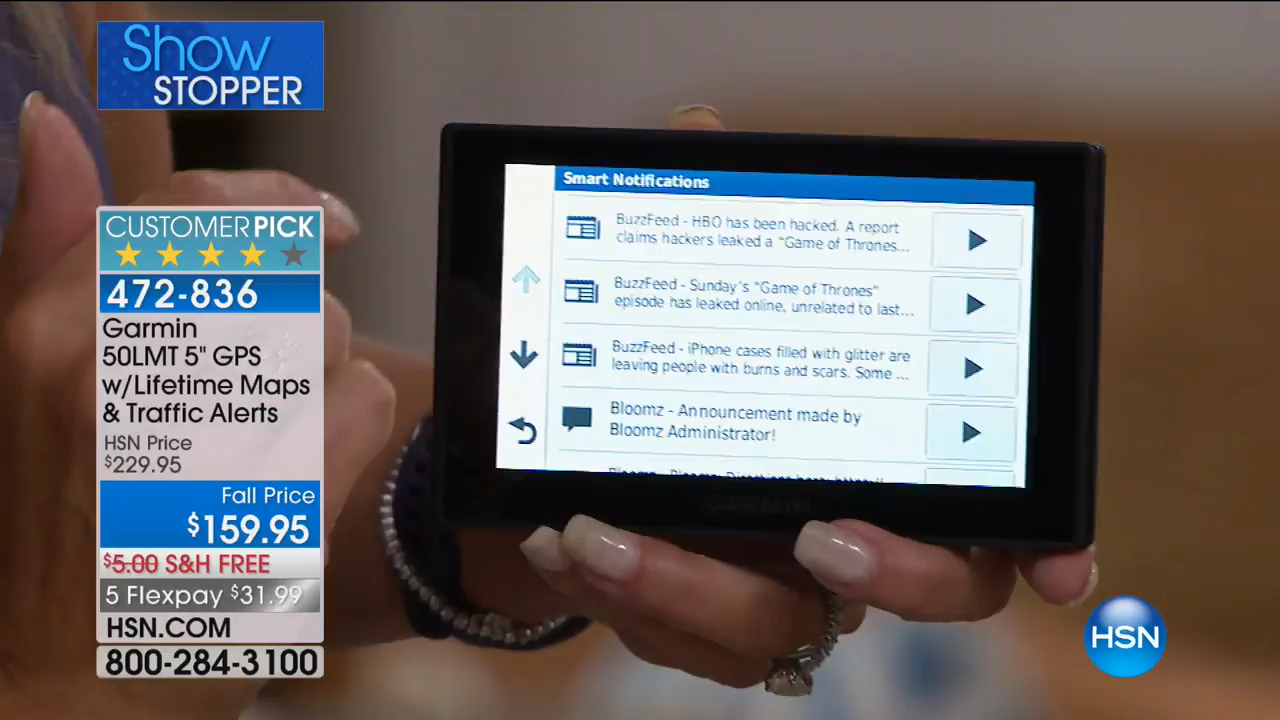 Show
STOPPER
CUSTOMER PICK
472-836
Garmin
50LMT 5" GPS
w/Lifetime Maps
& Traffic Alerts
HSN Price
$229.95
Fall Price
$159.95
$5.00 S&H FREE
5 Flexpay $31.99
HSN.COM
800-284-3100
Smart Notifications
BuzzFeed - HBO has been hacked. A report
claims hackers leaked a "Game of Thrones...
BuzzFeed - Sunday's "Game of Thrones"
episode has leaked online, unrelated to last...
BuzzFeed - iPhone cases filled with glitter are
leaving people with burns and scars. Some ...
Bloomz - Announcement made by
Bloomz Administrator!
GARMIN
HSN